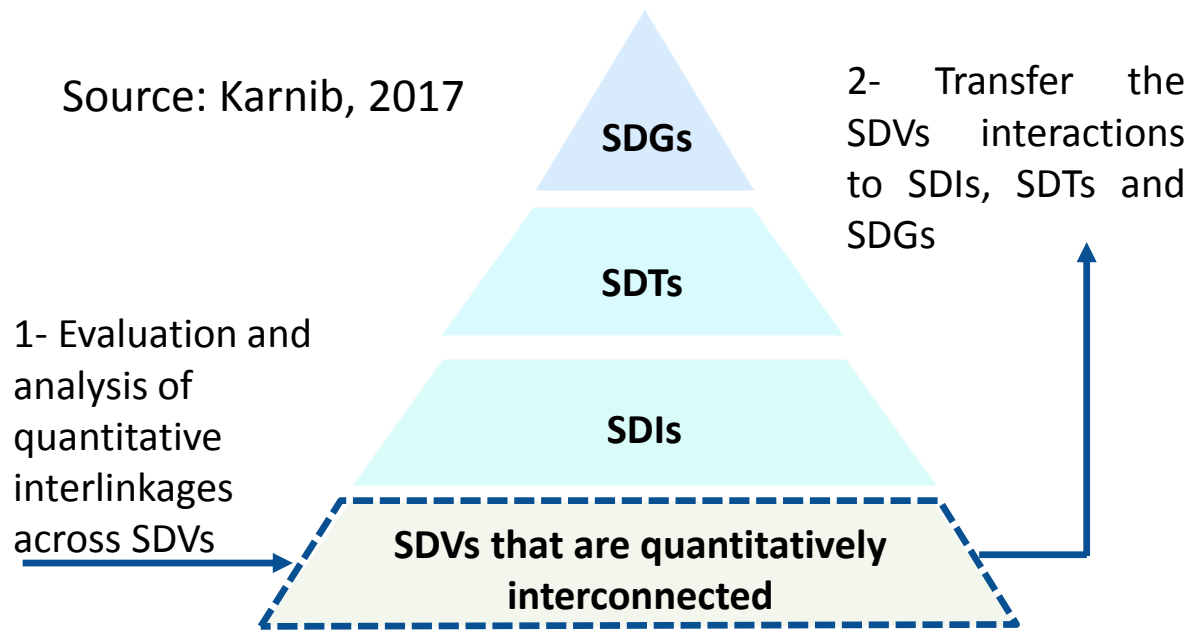 Source: Karnib, 2017
2- Transfer the
SDVs interactions
to SDIs, SDTs and
SDGs
SDGs
SDTs
1- Evaluation and
analysis of
quantitative
interlinkages
across SDVs
SDIs
SDVs that are quantitatively
interconnected